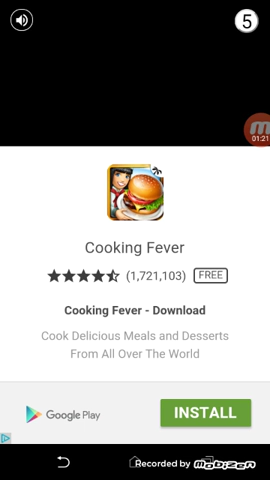 5
01:21
Cooking Fever
(1,721,103) FREE
Cooking Fever - Download
Cook Delicious Meals and Desserts
From All Over The World
Google Play
INSTALL
Recorded by mobizen